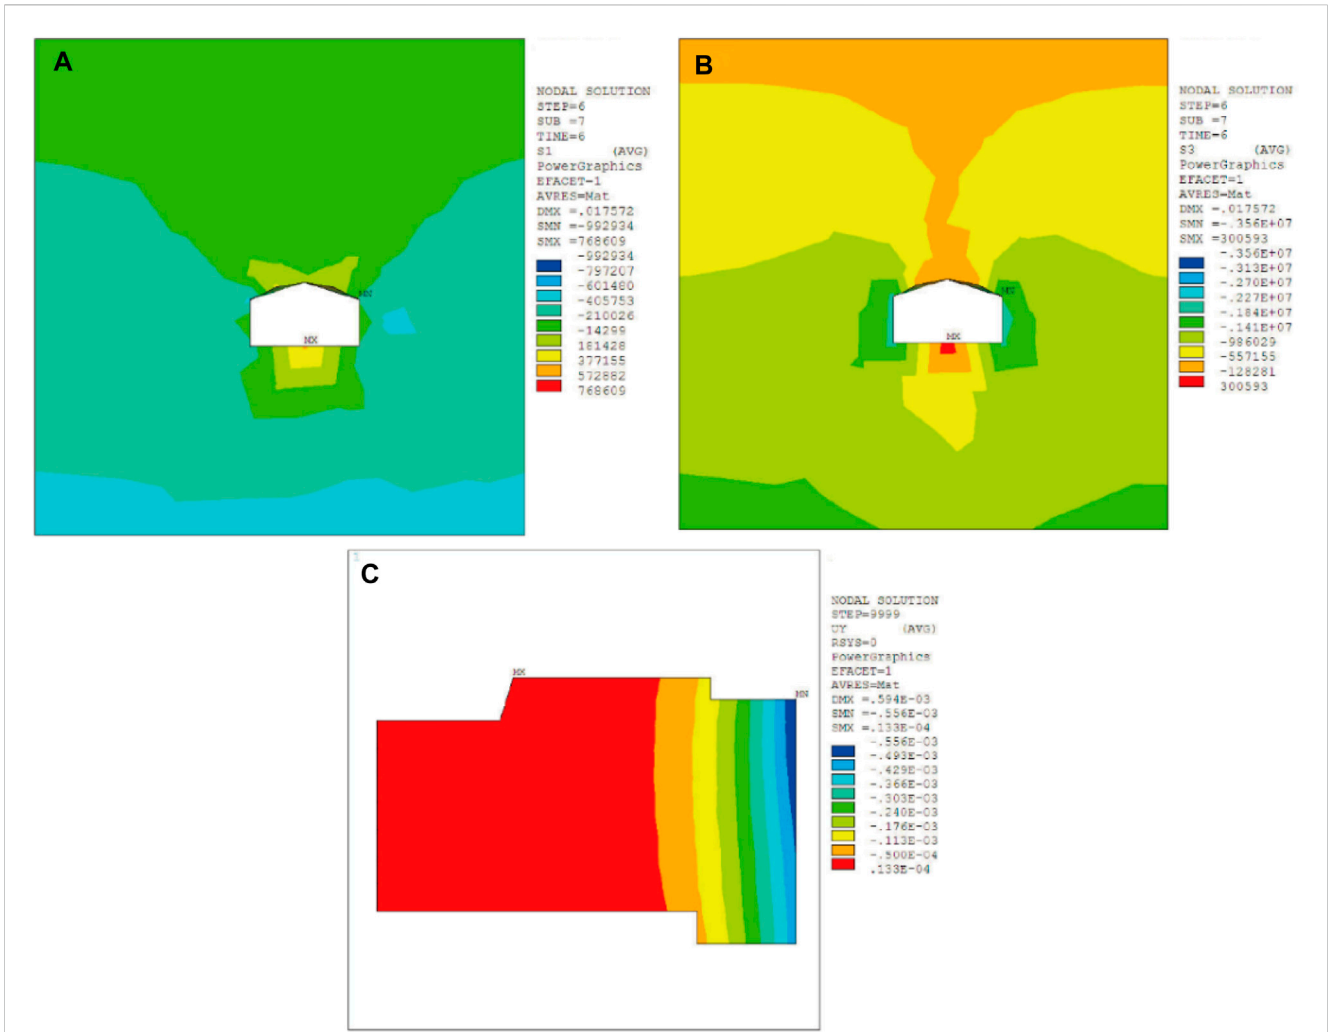 A
NODAL SOLUTION
STEP=6
SUB =7
TIME=6
S1 (AVG)
PowerGraphics
EFACET=1
AVRES=Mat
DMX =.017572
SMN =-992934
SMX =768609
-992934
-797207
-601480
-405753
-210026
-14299
181428
377155
572882
768609
MN
MX
B
NODAL SOLUTION
STEP=6
SUB =7
TIME=6
S3 (AVG)
PowerGraphics
EFACET=1
AVRES=Mat
DMX =.017572
SMN =-.356E+07
SMX =300593
-.356E+07
-.313E+07
-.270E+07
-.227E+07
-.184E+07
-.141E+07
-986029
-557155
-128281
300593
MX
C
NODAL SOLUTION
STEP=9999
UY (AVG)
RSYS=0
PowerGraphics
EFACET=1
AVRES=Mat
DMX =.594E-03
SMN =-.556E-03
SMX =.133E-04
-.556E-03
-.493E-03
-.429E-03
-.366E-03
-.303E-03
-.240E-03
-.176E-03
-.113E-03
-.500E-04
.133E-04
MX
MN